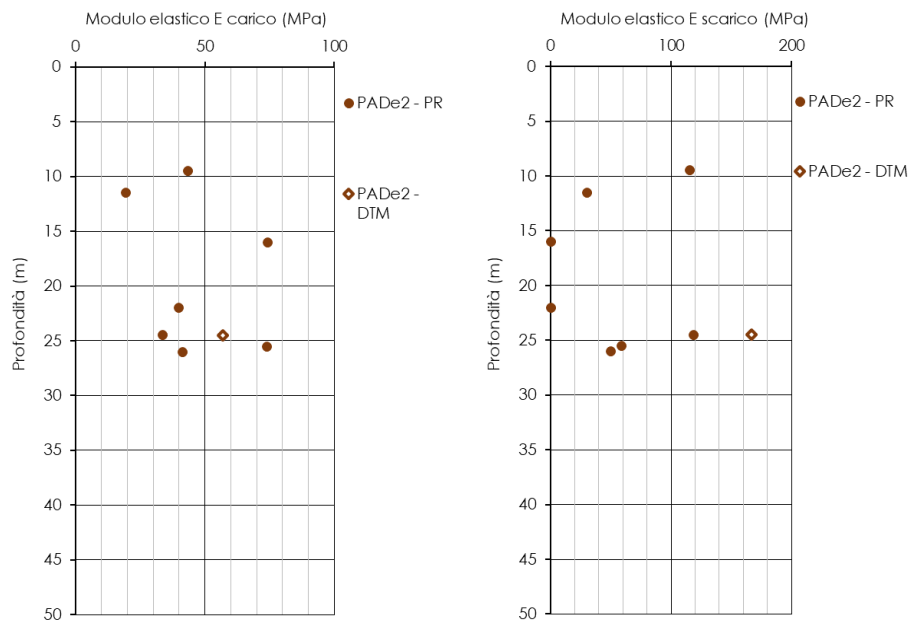 Modulo elastico E carico (MPa)
0 50 100
0
5
10
15
20
25
30
35
40
45
50
Profondità (m)
PADe2 - PR
PADe2 -
DTM
Modulo elastico E scarico (MPa)
0 100 200
0
5
10
15
20
25
30
35
40
45
50
Profondità (m)
PADe2 - PR
PADe2 - DTM